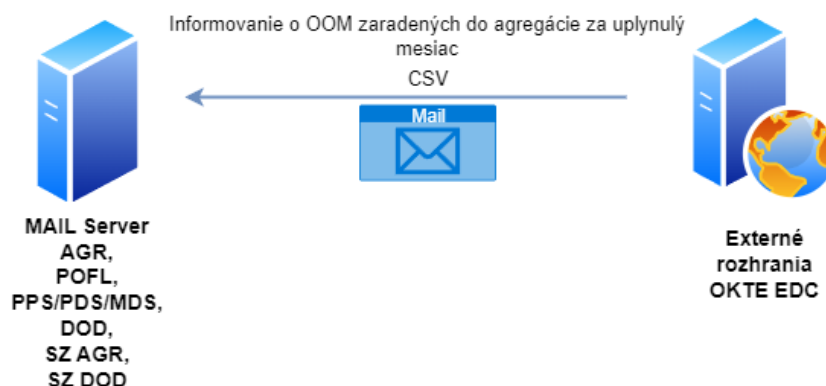 Informovanie o OOM zaradených do agregácie za uplynulý
mesiac
CSV
Mail
MAIL Server
AGR,
POFL,
PPS/PDS/MDS,
DOD,
SZ AGR,
SZ DOD
Externé
rozhrania
OKTE EDC